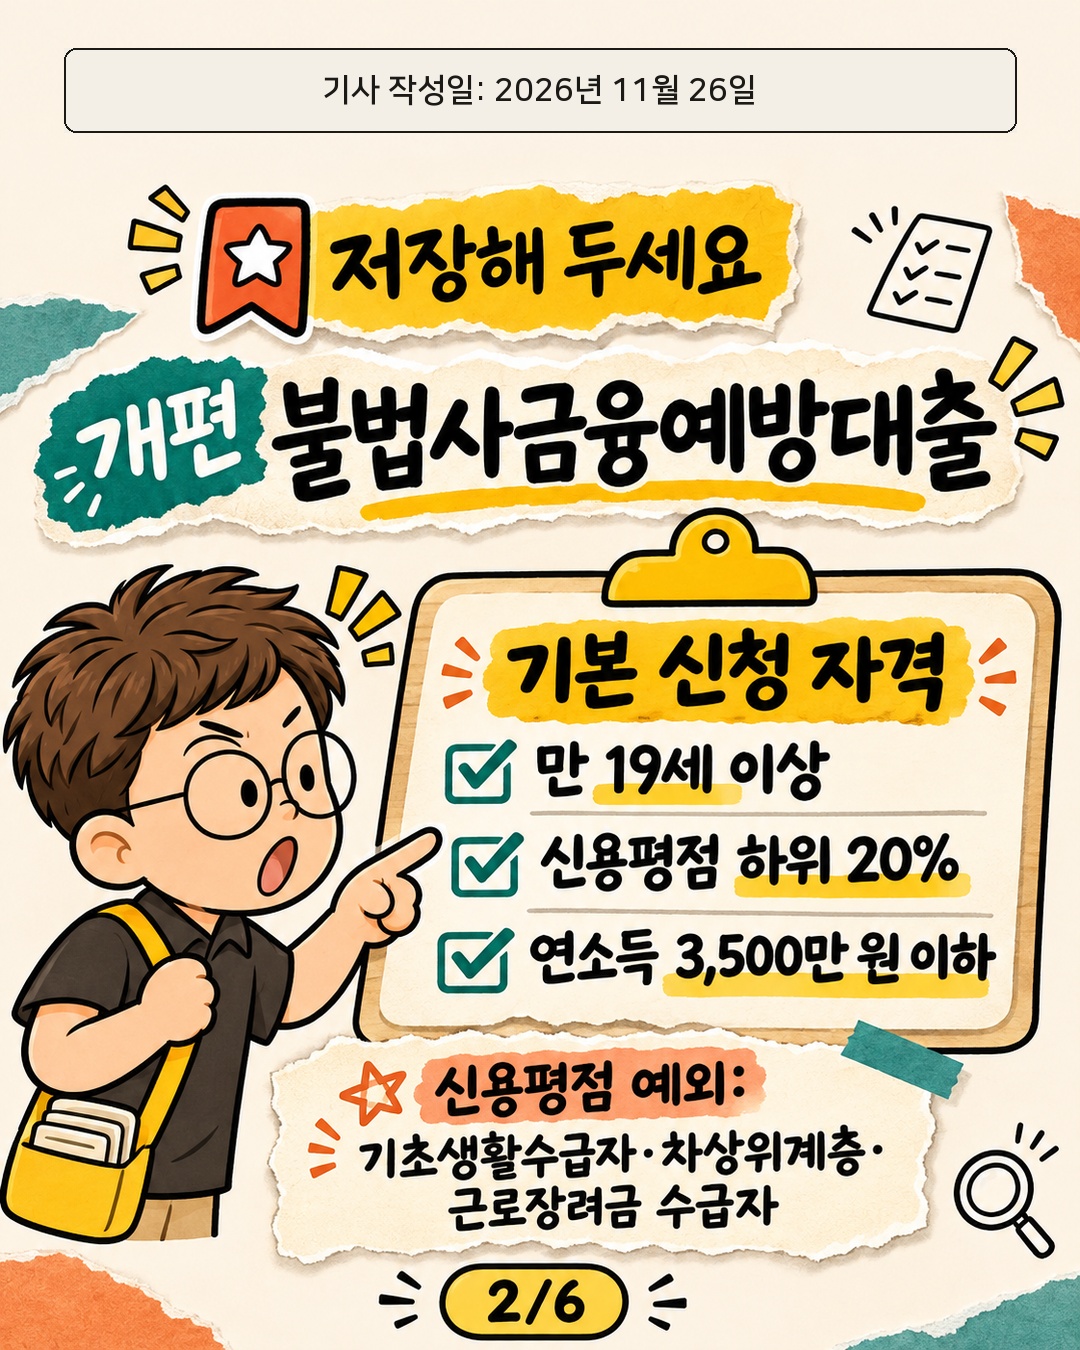 기사 작성일: 2026년 11월 26일
저장해 두세요
개편 불법사금융예방대출
기본 신청 자격
만 19세 이상
신용평점 하위 20%
연소득 3,500만 원 이하
신용평점 예외:
기초생활수급자·차상위계층·
근로장려금 수급자
2/6